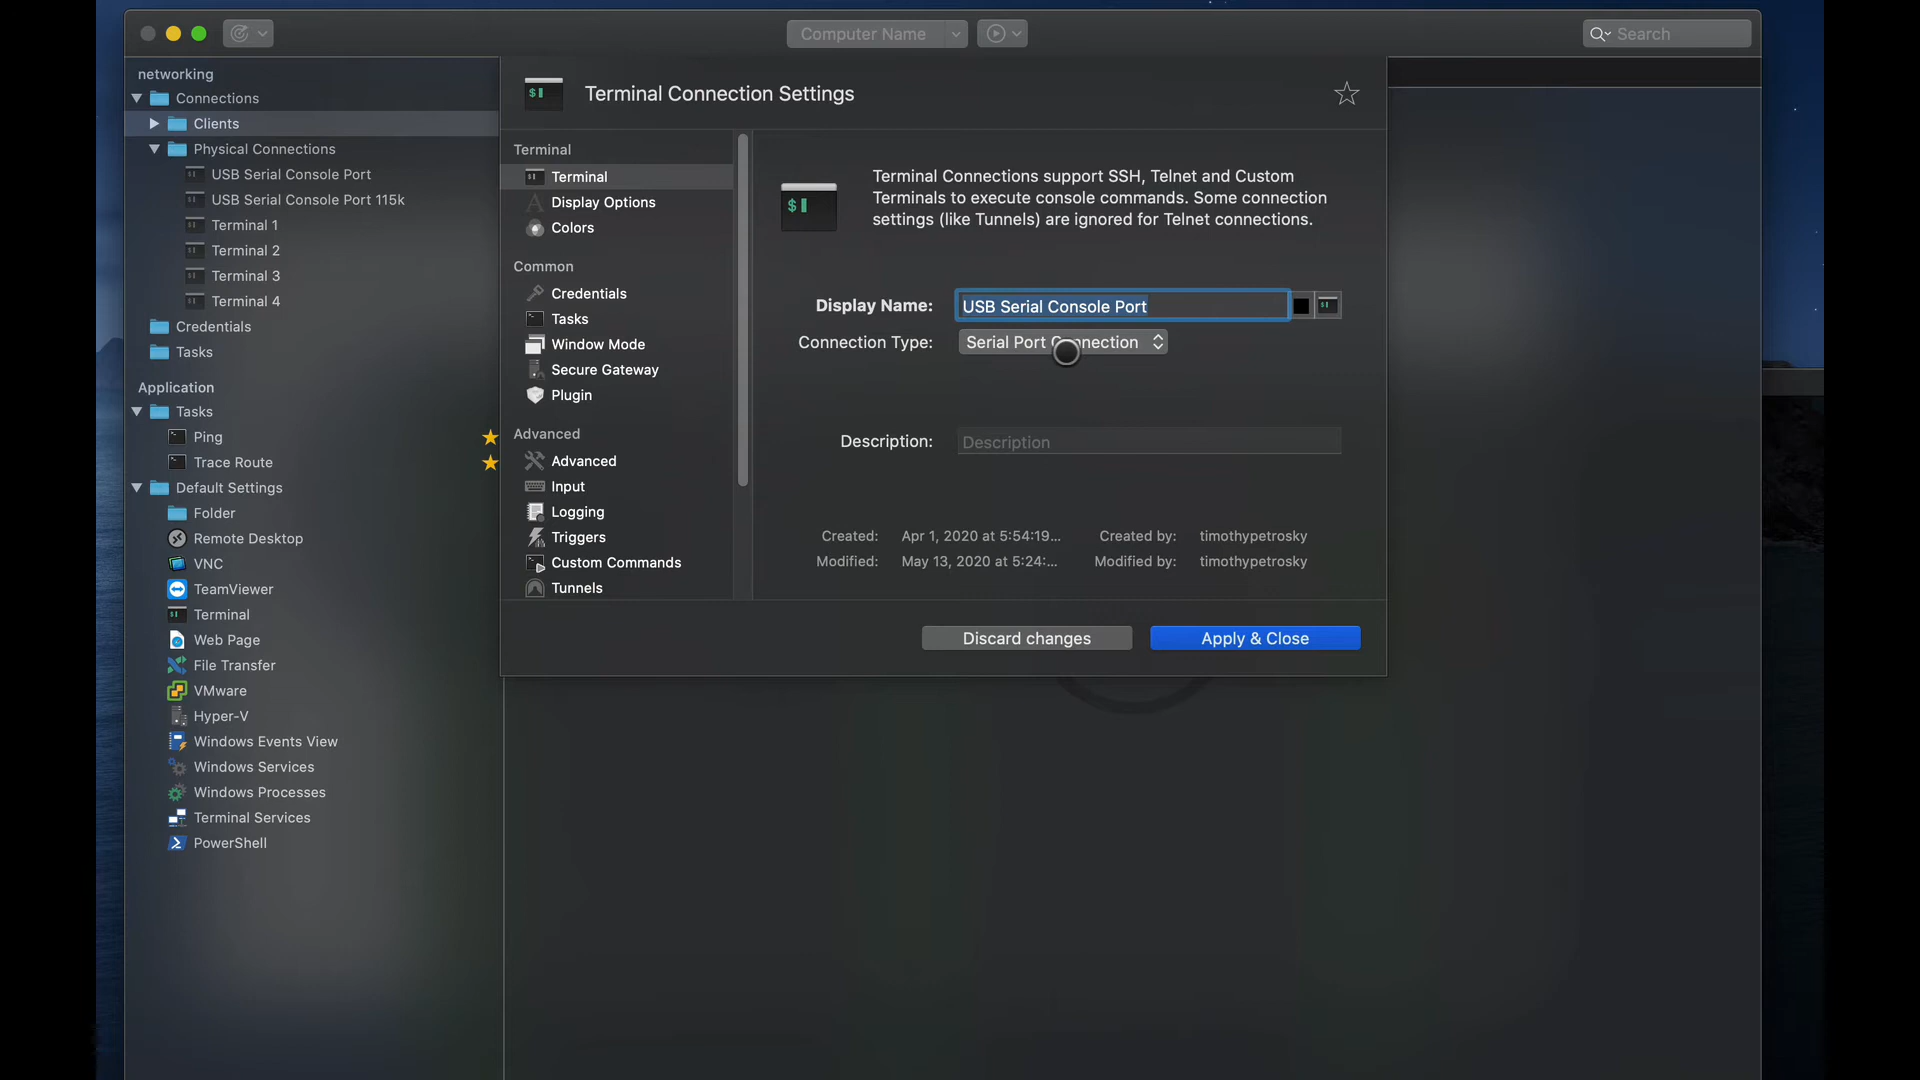 Computer Name
Search
networking
Connections
Clients
Physical Connections
USB Serial Console Port
USB Serial Console Port 115k
Terminal 1
Terminal 2
Terminal 3
Terminal 4
Credentials
Tasks
Application
Tasks
Ping
Trace Route
Default Settings
Folder
Remote Desktop
VNC
TeamViewer
Terminal
Web Page
File Transfer
VMware
Hyper-V
Windows Events View
Windows Services
Windows Processes
Terminal Services
PowerShell
Terminal Connection Settings
Terminal
Terminal
Display Options
Colors
Common
Credentials
Tasks
Window Mode
Secure Gateway
Plugin
Advanced
Advanced
Input
Logging
Triggers
Custom Commands
Tunnels
Terminal Connections support SSH, Telnet and Custom
Terminals to execute console commands. Some connection
settings (like Tunnels) are ignored for Telnet connections.
Display Name: USB Serial Console Port
Connection Type: Serial Port Connection
Description: Description
Created: Apr 1, 2020 at 5:54:19... Created by: timothypetrosky
Modified: May 13, 2020 at 5:24:... Modified by: timothypetrosky
Discard changes Apply & Close